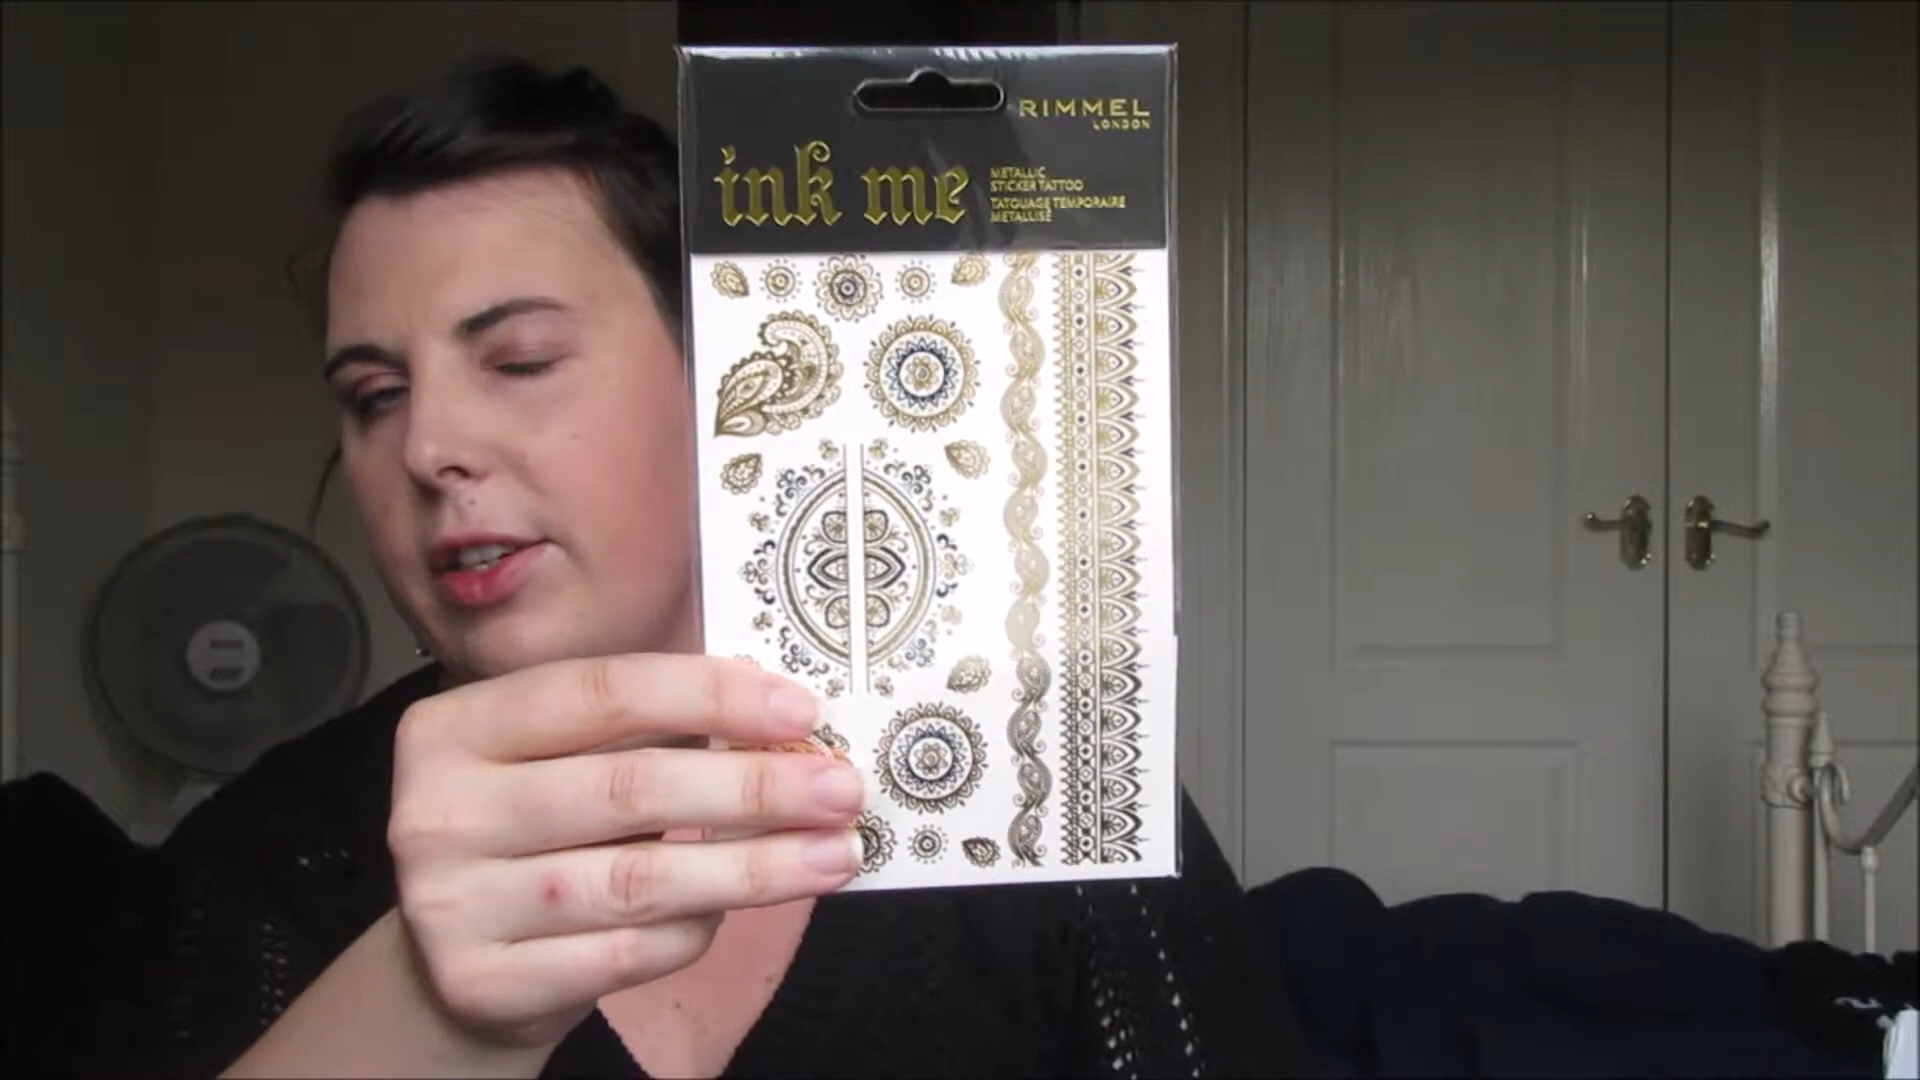 RIMMEL
LONDON
ink me
METALLIC
STICKER TATTOO
TATOUAGE TEMPORAIRE
METALLISÉ